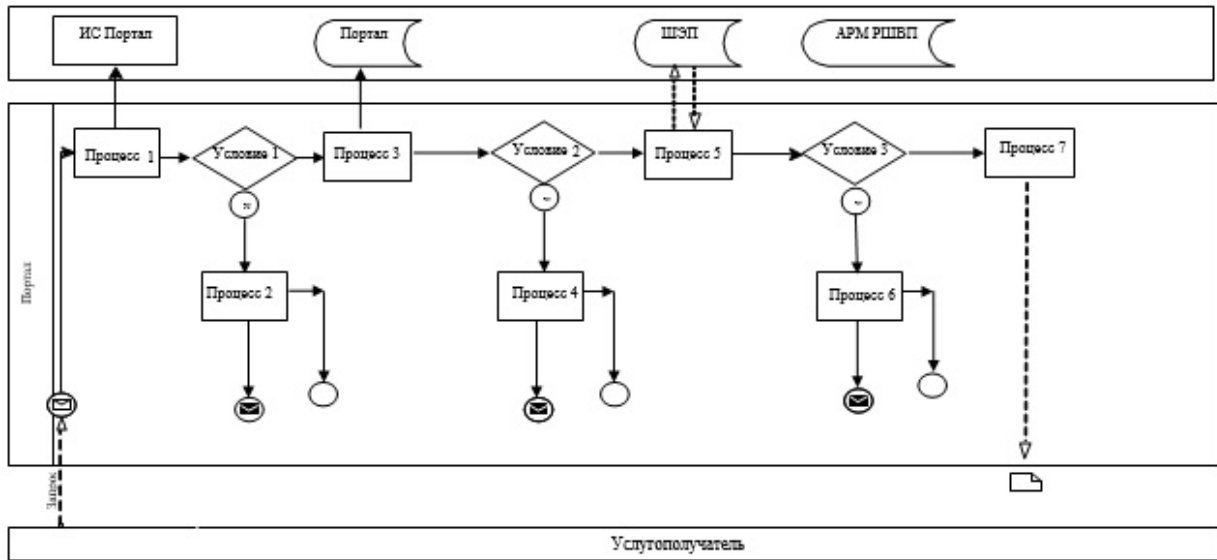 ИС Портал
Портал
ШЭП
АРМ РШВП
Процесс 1
Условие 1
Процесс 3
Условие 2
Процесс 5
Условие 3
Процесс 7
Процесс 2
Процесс 4
Процесс 6
Портал
Запрос
Услугополучатель